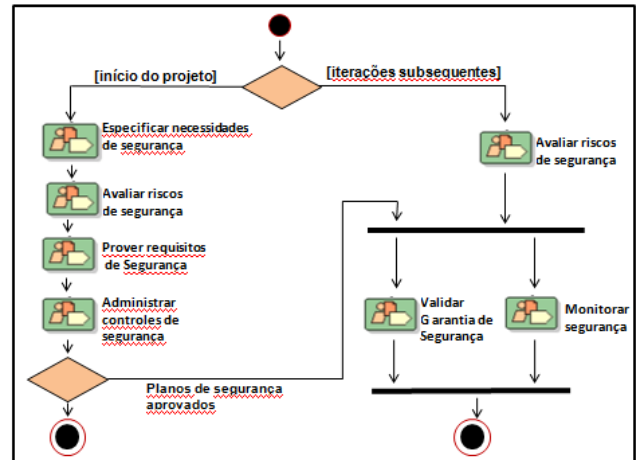 [início do projeto]
[iterações subsequentes]
Especificar necessidades
de segurança
Avaliar riscos
de segurança
Avaliar riscos
de segurança
Prover requisitos
de Segurança
Administrar
controles de
segurança
Validar
Garantia de
Segurança
Monitorar
segurança
Planos de segurança
aprovados